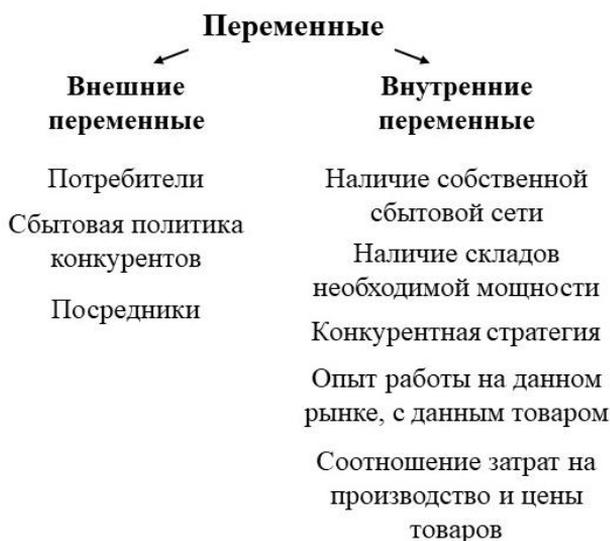 Переменные
Внешние
переменные
Потребители
Сбытовая политика
конкурентов
Посредники
Внутренние
переменные
Наличие собственной
сбытовой сети
Наличие складов
необходимой мощности
Конкурентная стратегия
Опыт работы на данном
рынке, с данным товаром
Соотношение затрат на
производство и цены
товаров